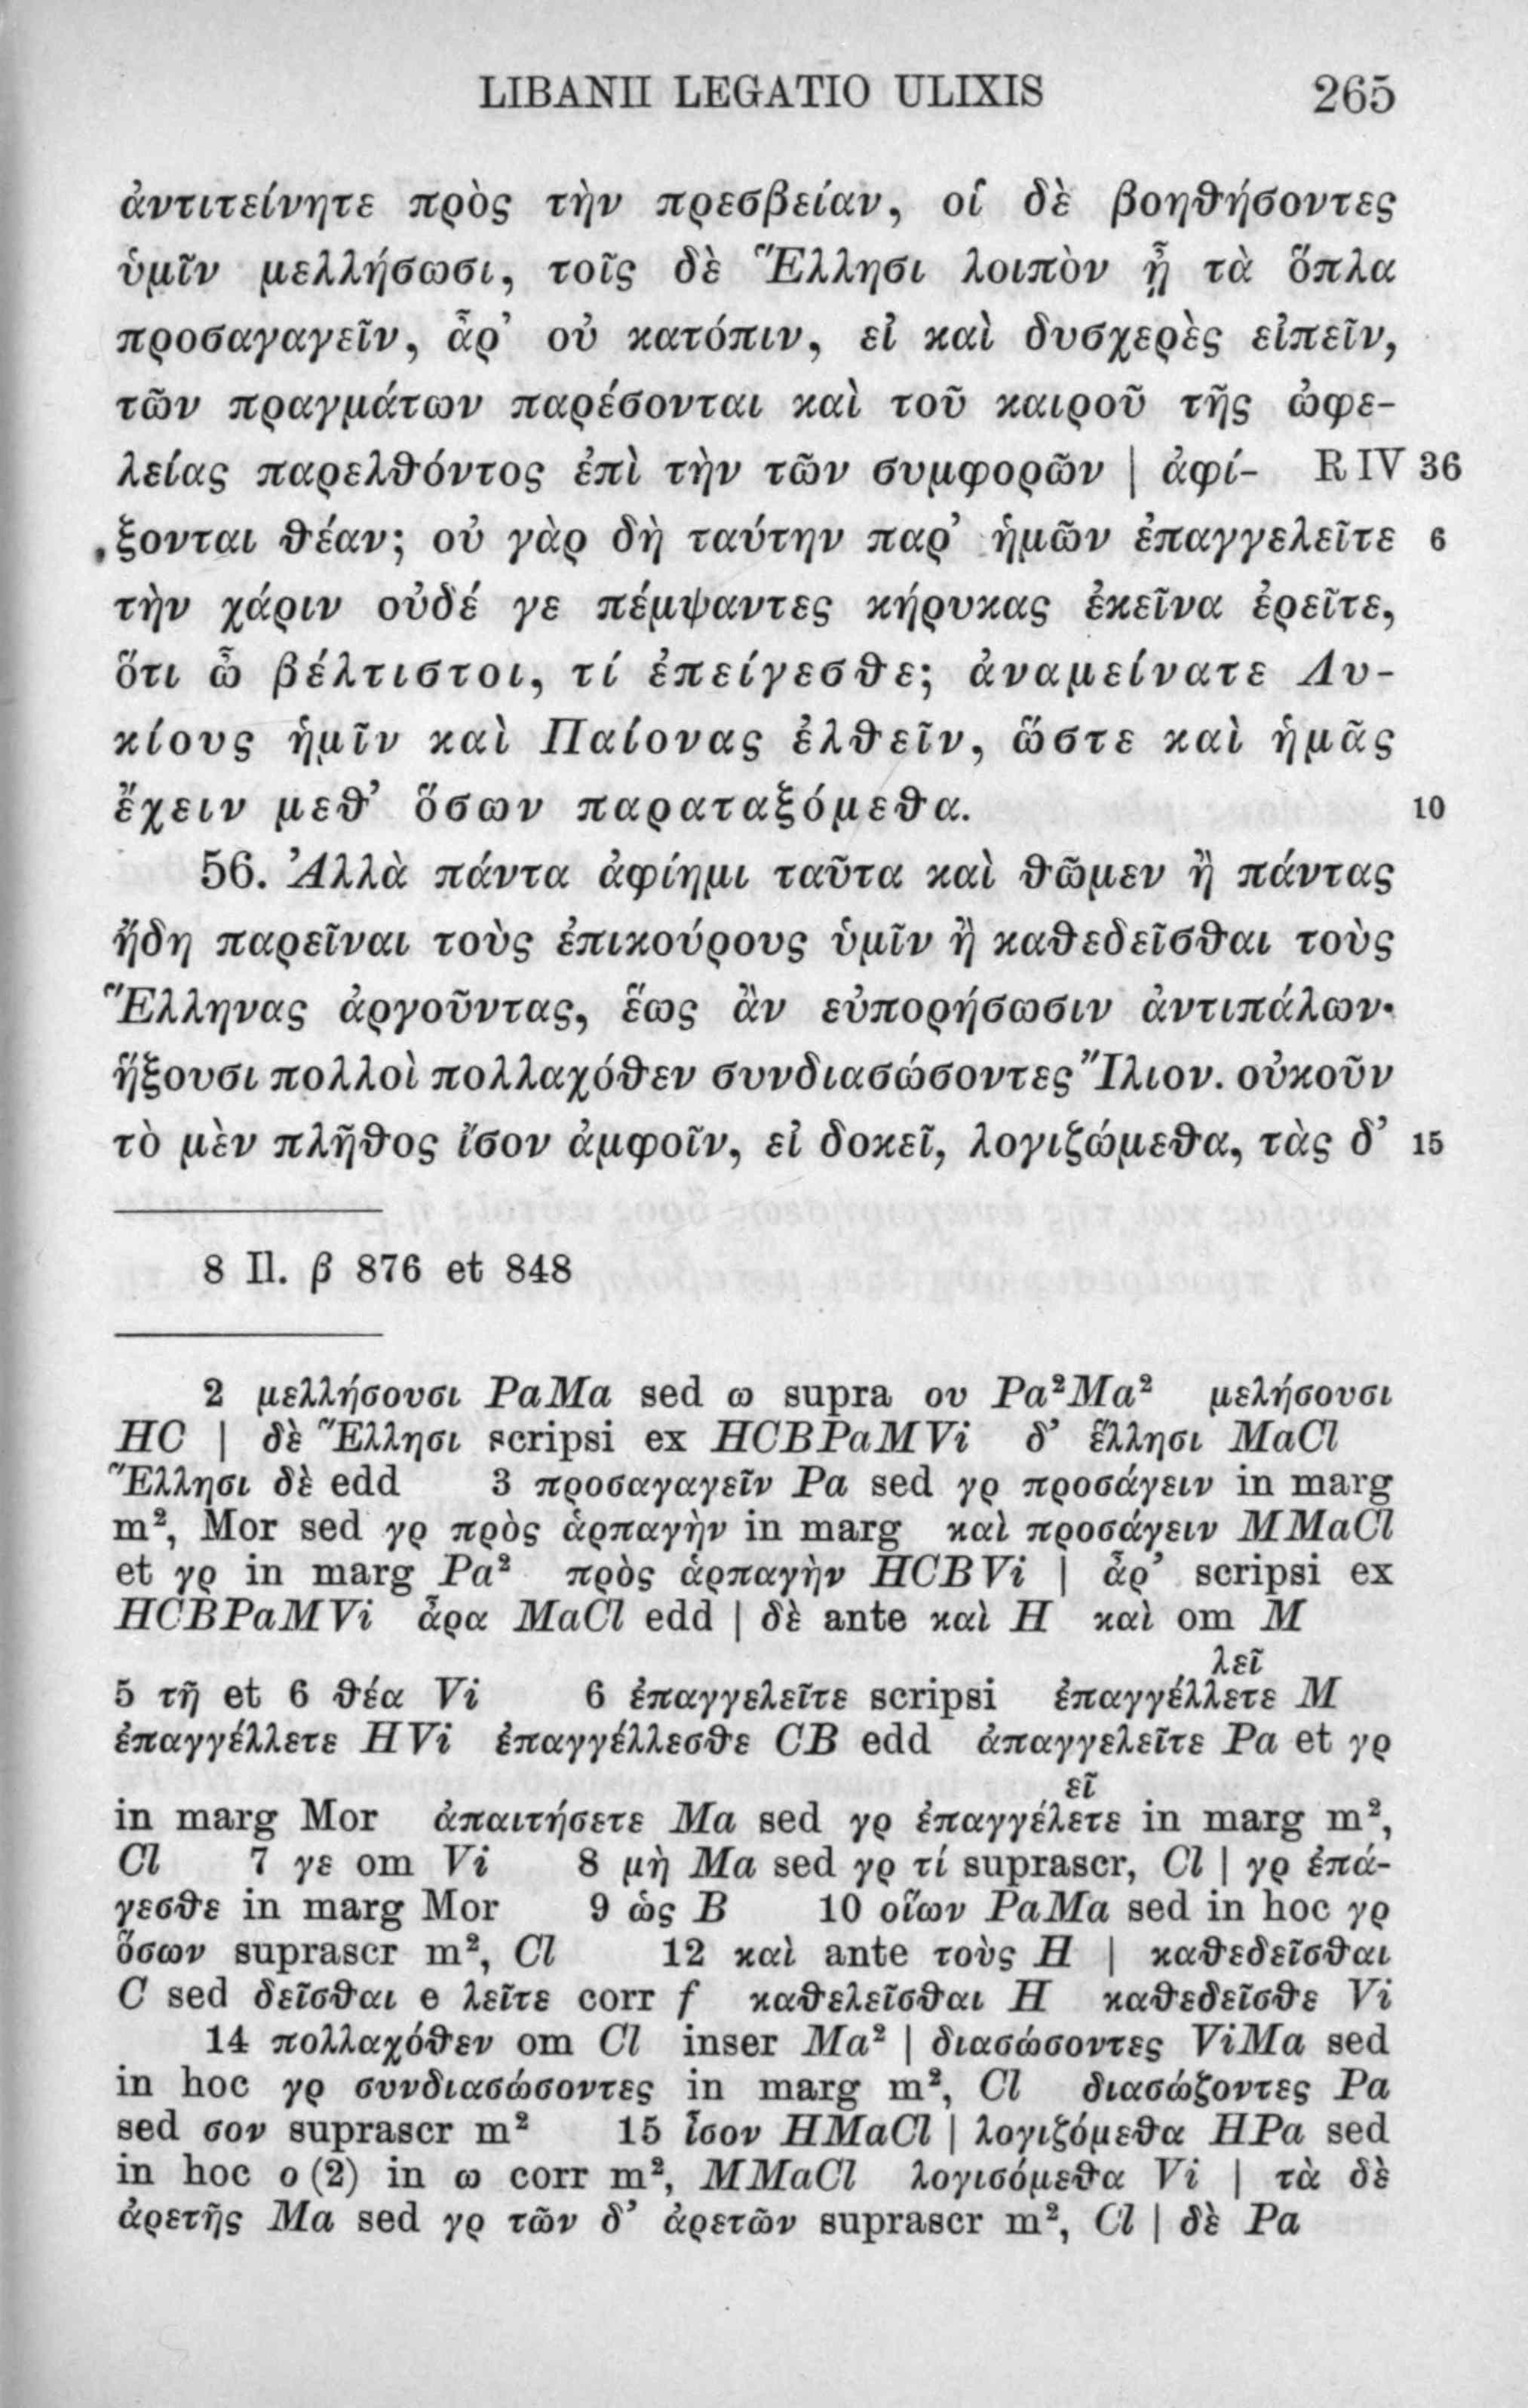 LIBANII LEGATIO ULIXIS 265
ἀντιτείνητε πρὸς τὴν πρεσβείαν, οἱ δὲ βοηθήσοντες
ὑμῖν μελλήσωσι, τοῖς δὲ Ἕλλησι λοιπὸν ᾖ τὰ ὅπλα
προσαγαγεῖν, ἆρ’ οὐ κατόπιν, εἰ καὶ δυσχερὲς εἰπεῖν,
τῶν πραγμάτων παρέσονται καὶ τοῦ καιροῦ τῆς ὠφε-
λείας παρελθόντος ἐπὶ τὴν τῶν συμφορῶν | ἀφί- R IV 36
ξονται θέαν; οὐ γὰρ δὴ ταύτην παρ’ ἡμῶν ἐπαγγελεῖτε 6
τὴν χάριν οὐδέ γε πέμψαντες κήρυκας ἐκεῖνα ἐρεῖτε,
ὅτι ὦ βέλτιστοι, τί ἐπείγεσθε; ἀναμείνατε Λυ-
κίους ἡμῖν καὶ Παίονας ἐλθεῖν, ὥστε καὶ ἡμᾶς
ἔχειν μεθ’ ὅσων παραταξόμεθα. 10
56. Ἀλλὰ πάντα ἀφίημι ταῦτα καὶ θῶμεν ἢ πάντας
ἤδη παρεῖναι τοὺς ἐπικούρους ὑμῖν ἢ καθεδεῖσθαι τοὺς
Ἕλληνας ἀργοῦντας, ἕως ἂν εὐπορήσωσιν ἀντιπάλων·
ἥξουσι πολλοὶ πολλαχόθεν συνδιασώσοντες Ἴλιον. οὐκοῦν
τὸ μὲν πλῆθος ἴσον ἀμφοῖν, εἰ δοκεῖ, λογιζώμεθα, τὰς δ’ 15
8 Il. β 876 et 848
2 μελλήσουσι PaMa sed ω supra ου Pa² Ma² μελήσουσι
HC | δὲ Ἕλλησι scripsi ex HCBPaMVi δ’ ἕλλησι MaCl
Ἕλλησι δὲ edd 3 προσαγαγεῖν Pa sed γρ προσάγειν in marg
m², Mor sed γρ πρὸς ἁρπαγὴν in marg καὶ προσάγειν MMaCl
et γρ in marg Pa² πρὸς ἁρπαγὴν HCBVi | ἆρ’ scripsi ex
HCBPaMVi ἆρα MaCl edd | δὲ ante καὶ H καὶ om M
λεῖ
5 τῇ et 6 θέα Vi 6 ἐπαγγελεῖτε scripsi ἐπαγγέλλετε M
ἐπαγγέλλετε HVi ἐπαγγέλλεσθε CB edd ἀπαγγελεῖτε Pa et γρ
εῖ
in marg Mor ἀπαιτήσετε Ma sed γρ ἐπαγγέλετε in marg m²,
Cl 7 γε om Vi 8 μὴ Ma sed γρ τί suprascr, Cl | γρ ἐπά-
γεσθε in marg Mor 9 ὡς B 10 οἵων PaMa sed in hoc γρ
ὅσων suprascr m², Cl 12 καὶ ante τοὺς H | καθεδεῖσθαι
C sed δεῖσθαι e λεῖτε corr f καθελεῖσθαι H καθεδεῖσθε Vi
14 πολλαχόθεν om Cl inser Ma² | διασώσοντες ViMa sed
in hoc γρ συνδιασώσοντες in marg m², Cl διασώζοντες Pa
sed σον suprascr m² 15 ἶσον HMaCl | λογιζόμεθα HPa sed
in hoc ο (2) in ω corr m², MMaCl λογισόμεθα Vi | τὰ δὲ
ἀρετῆς Ma sed γρ τῶν δ’ ἀρετῶν suprascr m², Cl | δὲ Pa